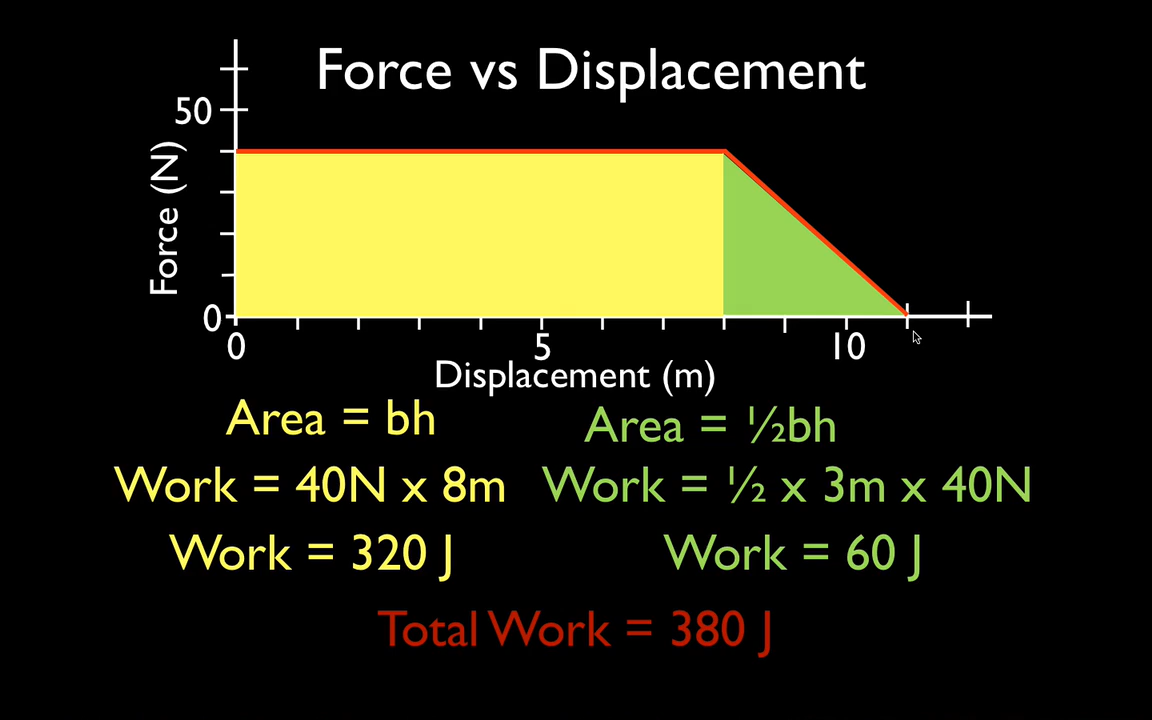 Force vs Displacement
50
Force (N)
0
0 5 10
Displacement (m)
Area = bh
Work = 40N x 8m
Work = 320 J
Area = ½bh
Work = ½ x 3m x 40N
Work = 60 J
Total Work = 380 J